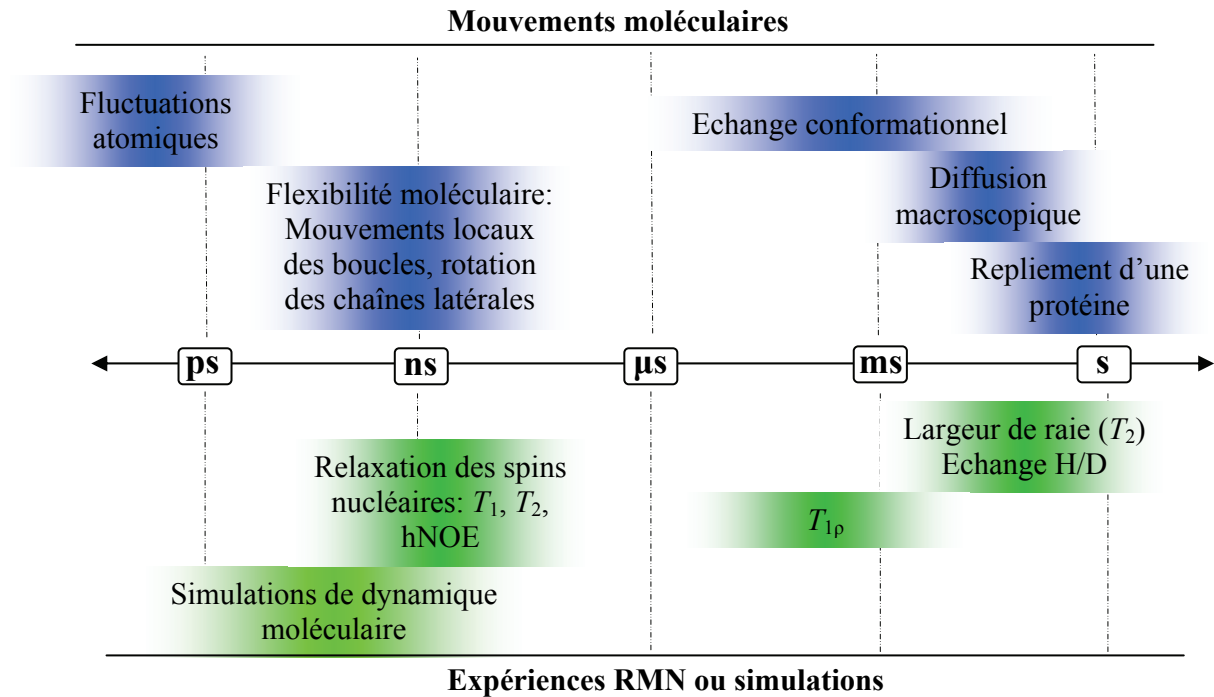 Mouvements moléculaires
Fluctuations
atomiques
Echange conformationnel
Flexibilité moléculaire:
Mouvements locaux
des boucles, rotation
des chaînes latérales
Diffusion
macroscopique
Repliement d’une
protéine
ps
ns
µs
ms
s
Relaxation des spins
nucléaires: T₁, T₂,
hNOE
Largeur de raie (T₂)
Echange H/D
T₁ᵨ
Simulations de dynamique
moléculaire
Expériences RMN ou simulations